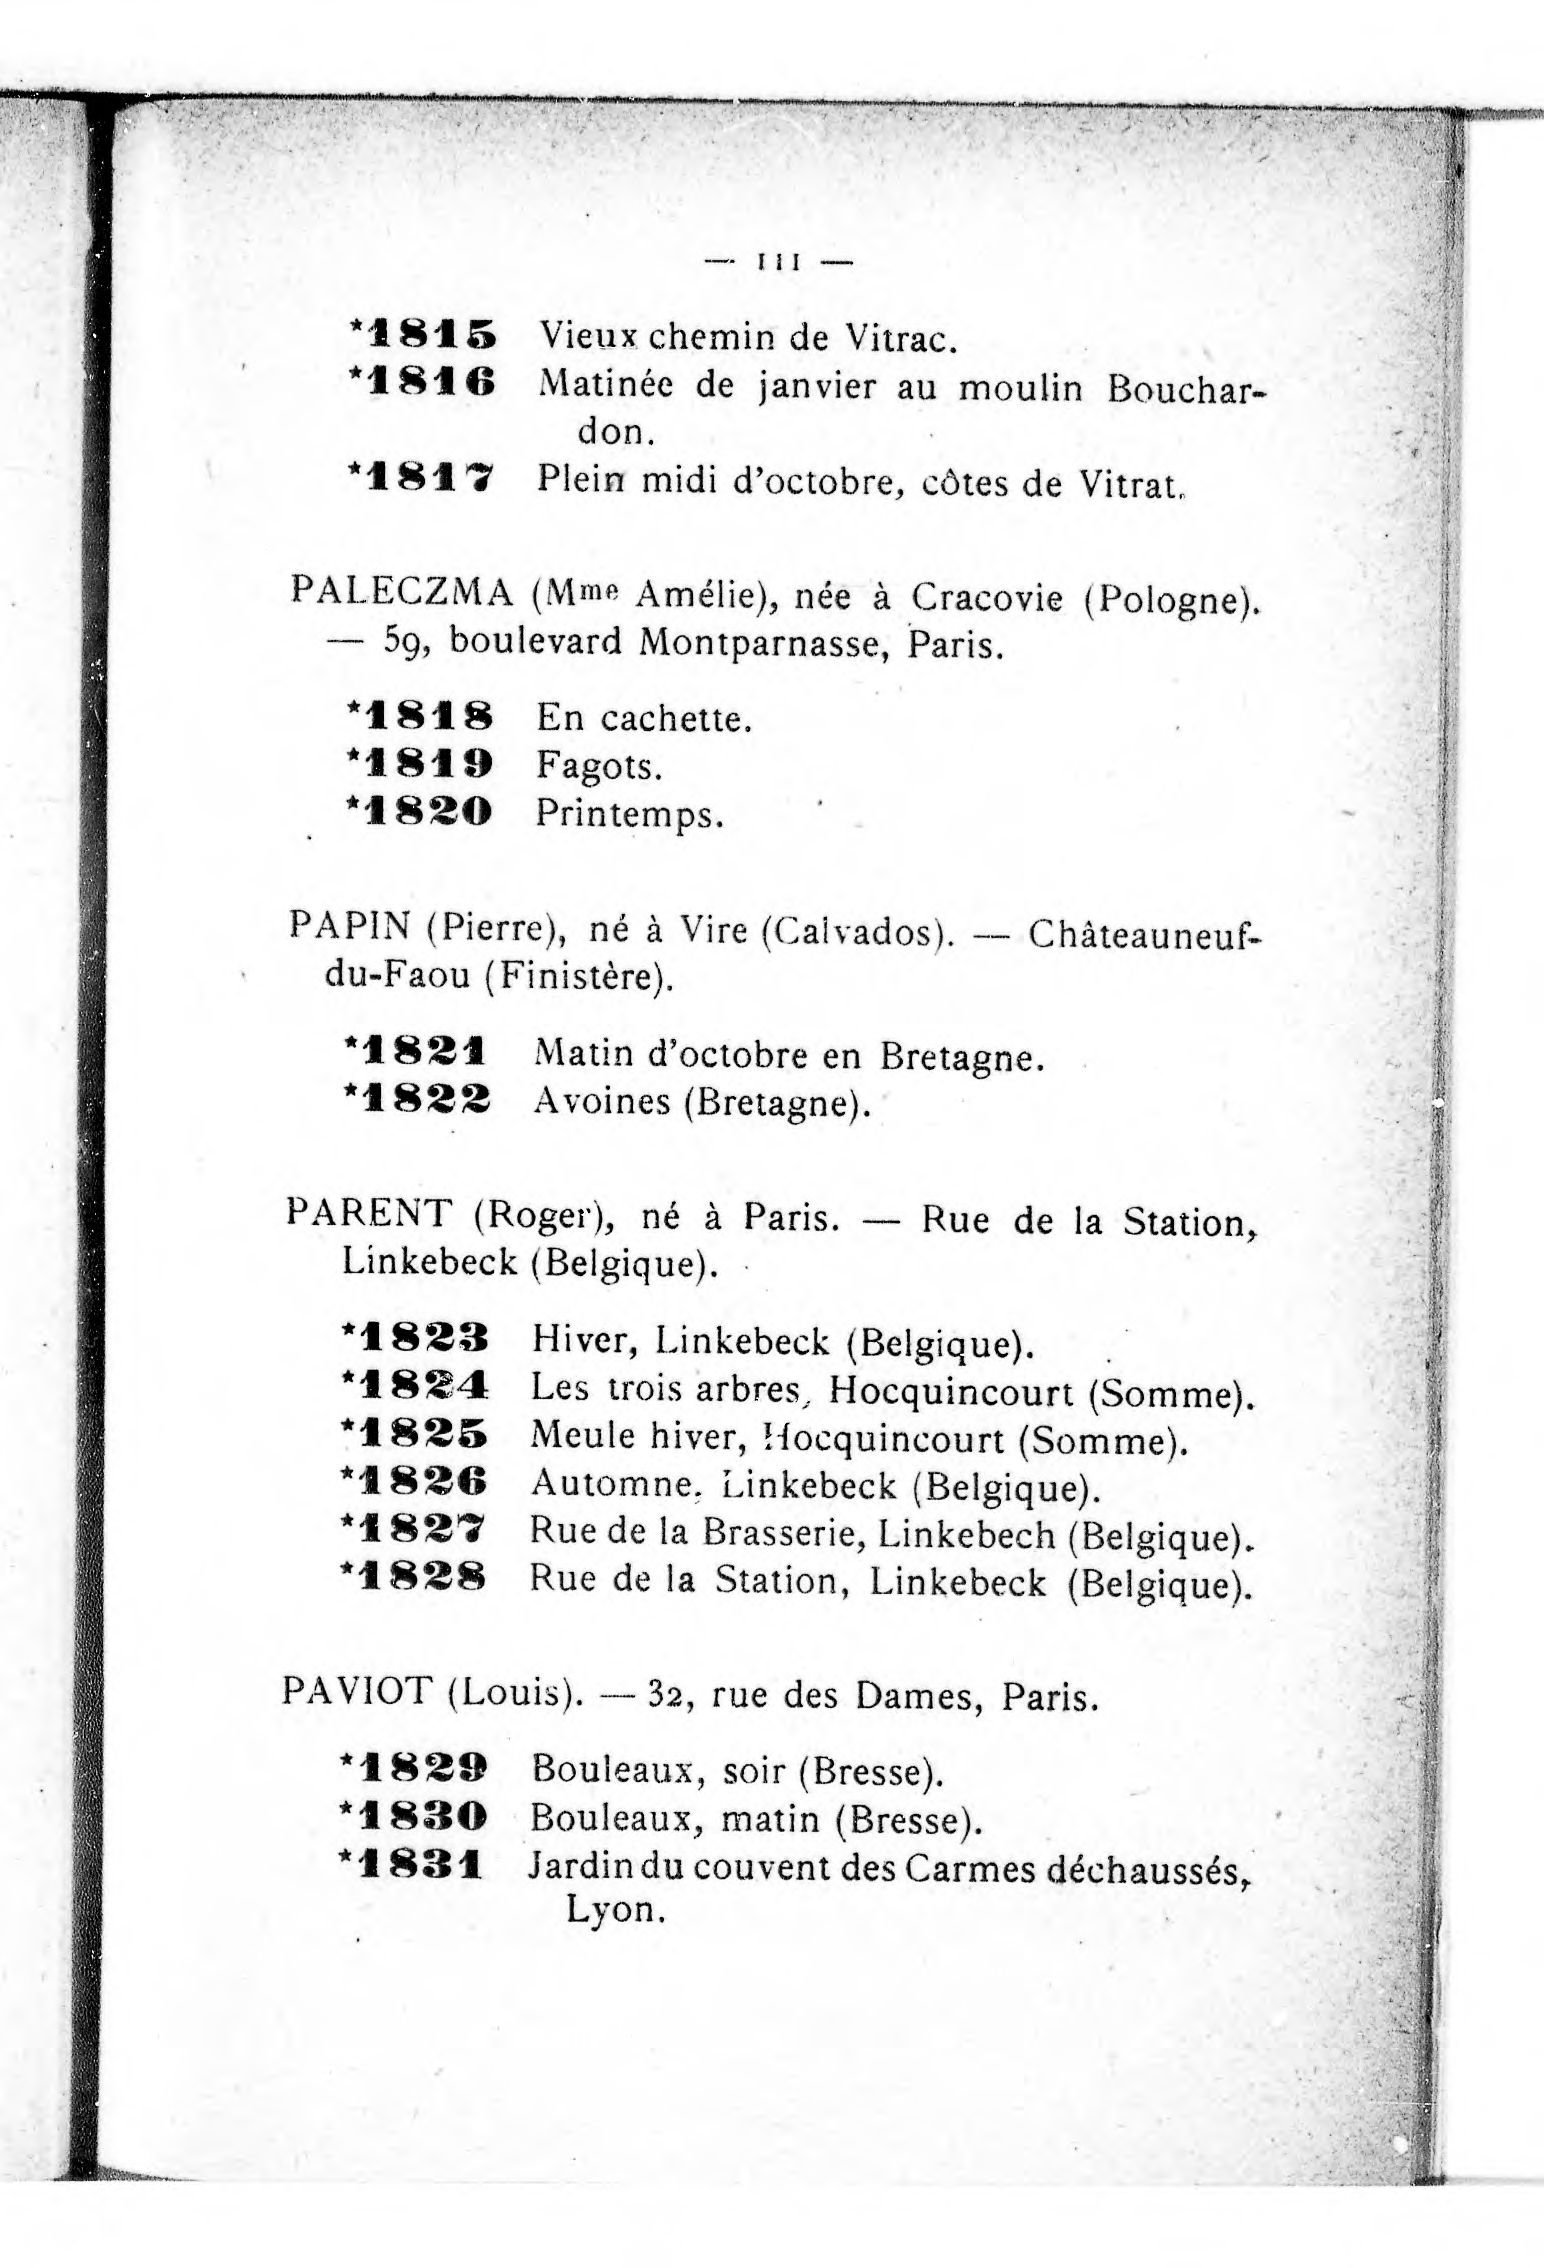 — 111 —
*1815 Vieux chemin de Vitrac.
*1816 Matinée de janvier au moulin Bouchar-
don.
*1817 Plein midi d'octobre, côtes de Vitrat.
PALECZMA (Mme Amélie), née à Cracovie (Pologne).
— 59, boulevard Montparnasse, Paris.
*1818 En cachette.
*1819 Fagots.
*1820 Printemps.
PAPIN (Pierre), né à Vire (Calvados). — Châteauneuf-
du-Faou (Finistère).
*1821 Matin d'octobre en Bretagne.
*1822 Avoines (Bretagne).
PARENT (Roger), né à Paris. — Rue de la Station,
Linkebeck (Belgique).
*1823 Hiver, Linkebeck (Belgique).
*1824 Les trois arbres, Hocquincourt (Somme).
*1825 Meule hiver, Hocquincourt (Somme).
*1826 Automne, Linkebeck (Belgique).
*1827 Rue de la Brasserie, Linkebech (Belgique).
*1828 Rue de la Station, Linkebeck (Belgique).
PAVIOT (Louis). — 32, rue des Dames, Paris.
*1829 Bouleaux, soir (Bresse).
*1830 Bouleaux, matin (Bresse).
*1831 Jardin du couvent des Carmes déchaussés,
Lyon.